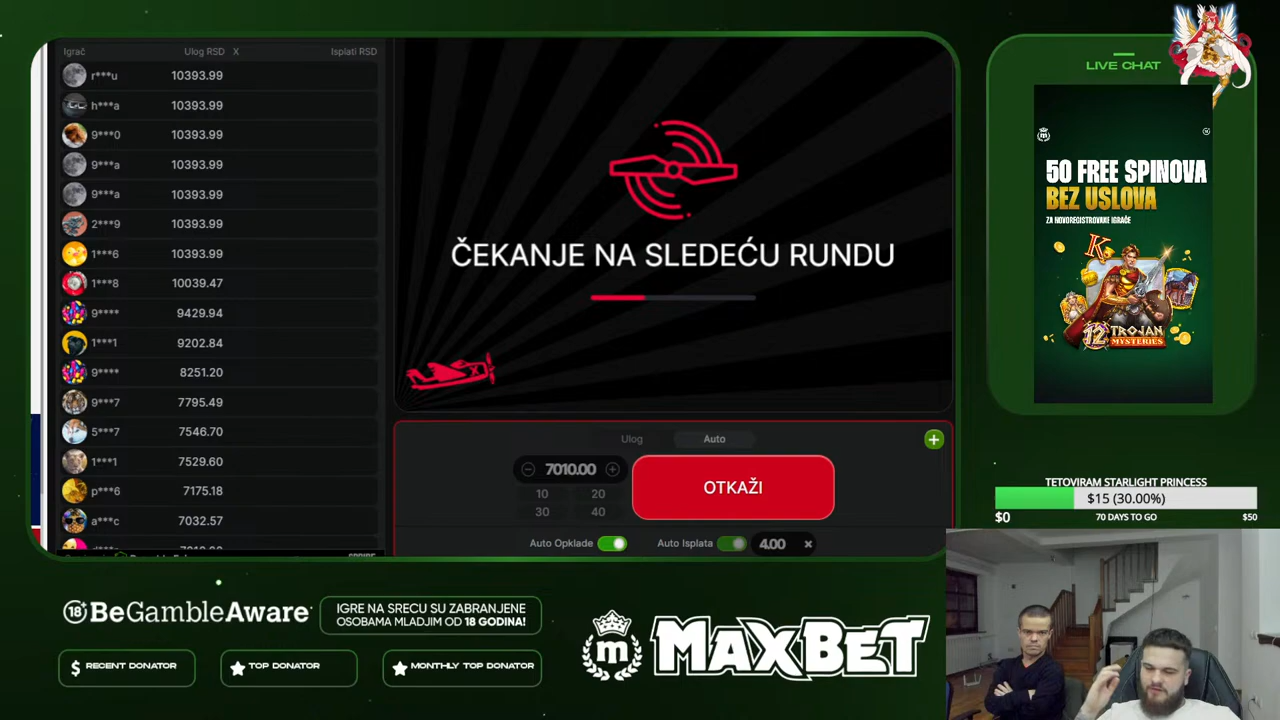 Igrač Ulog RSD X Isplati RSD
r***u 10393.99
h***a 10393.99
9***0 10393.99
9***a 10393.99
9***a 10393.99
2***9 10393.99
1***6 10393.99
1***8 10039.47
9**** 9429.94
1***1 9202.84
9**** 8251.20
9***7 7795.49
5***7 7546.70
1***1 7529.60
p***6 7175.18
a***c 7032.57
ČEKANJE NA SLEDEĆU RUNDU
X
Ulog Auto
7010.00
10 20
30 40
OTKAŽI
Auto Opklade Auto Isplata 4.00
LIVE CHAT
50 FREE SPINOVA
BEZ USLOVA
ZA NOVOREGISTROVANE IGRAČE
K
12 TROJAN
MYSTERIES
TETOVIRAM STARLIGHT PRINCESS
$15 (30.00%)
$0 70 DAYS TO GO $50
18+ BeGambleAware
IGRE NA SRECU SU ZABRANJENE
OSOBAMA MLADJIM OD 18 GODINA!
m MAXBET
$ RECENT DONATOR
TOP DONATOR
MONTHLY TOP DONATOR